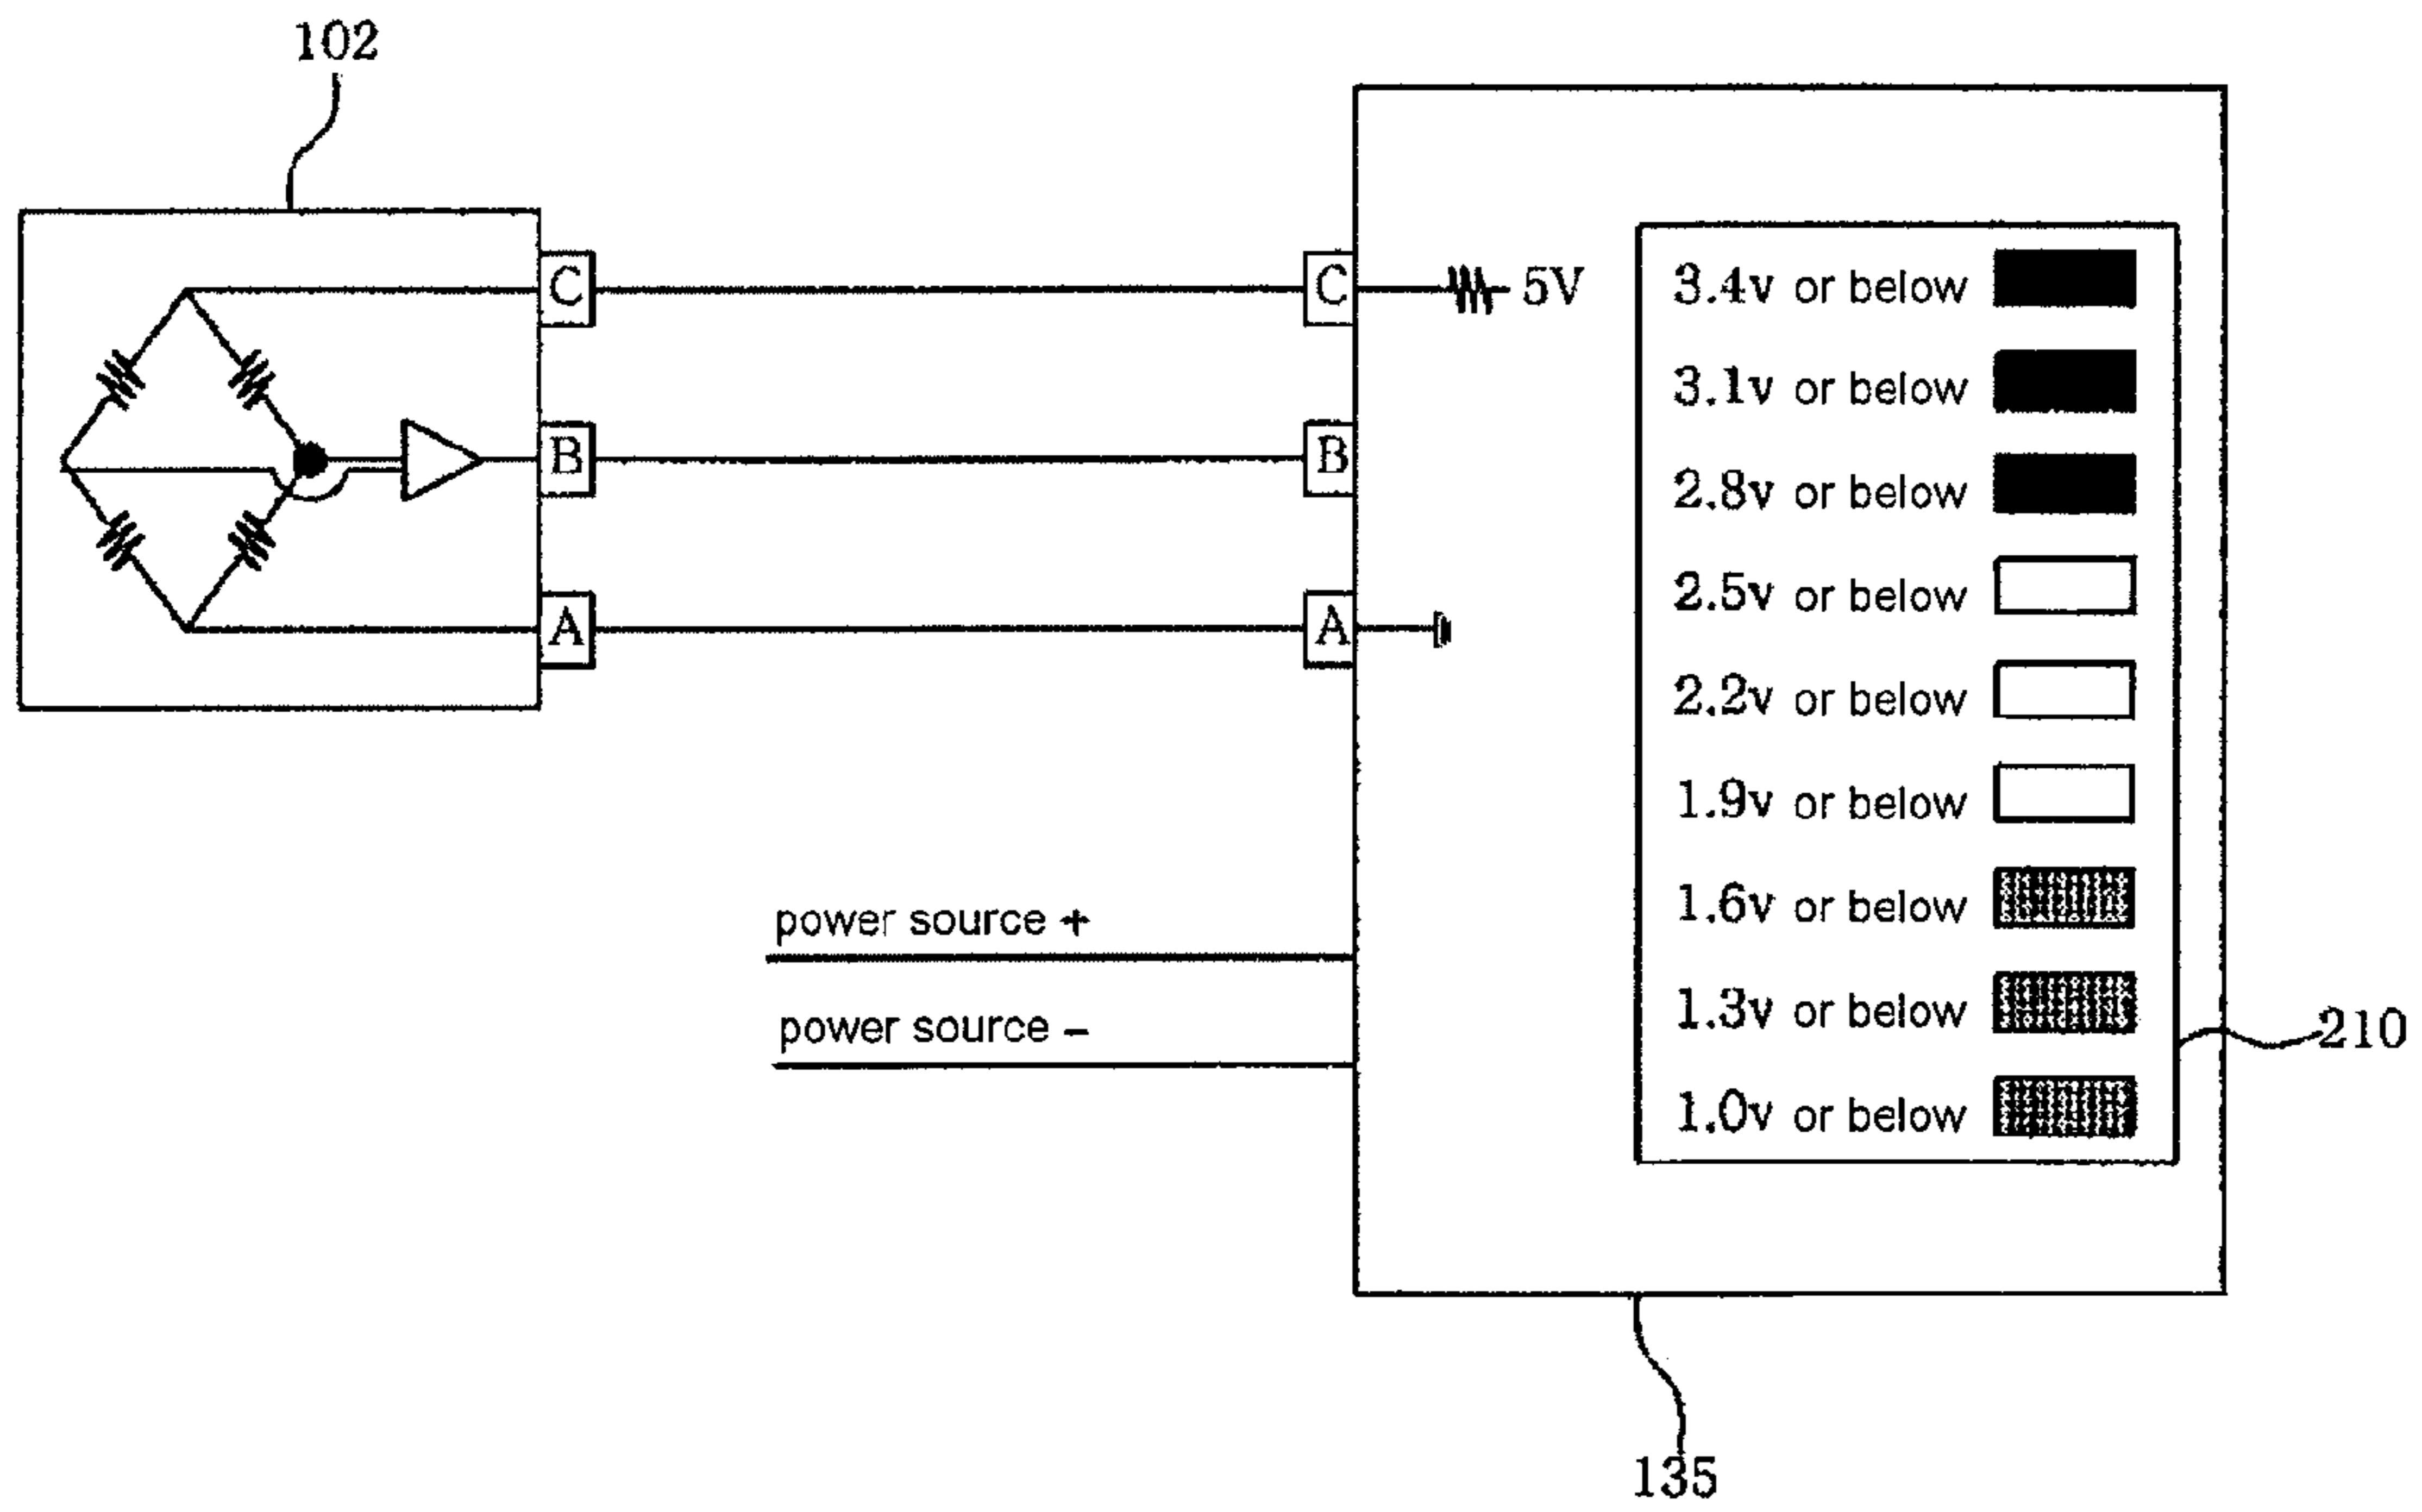 102
C
C
5V
B
B
A
A
power source +
power source −
3.4v or below
3.1v or below
2.8v or below
2.5v or below
2.2v or below
1.9v or below
1.6v or below
1.3v or below
1.0v or below
210
135